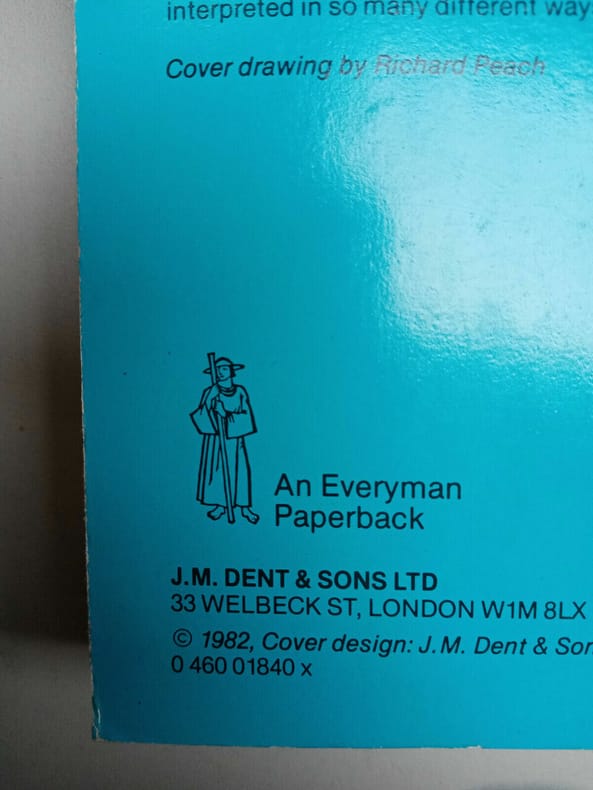 interpreted in so many different way
Cover drawing by Richard Peach
An Everyman
Paperback
J.M. DENT & SONS LTD
33 WELBECK ST, LONDON W1M 8LX
© 1982, Cover design: J.M. Dent & Son
0 460 01840 x